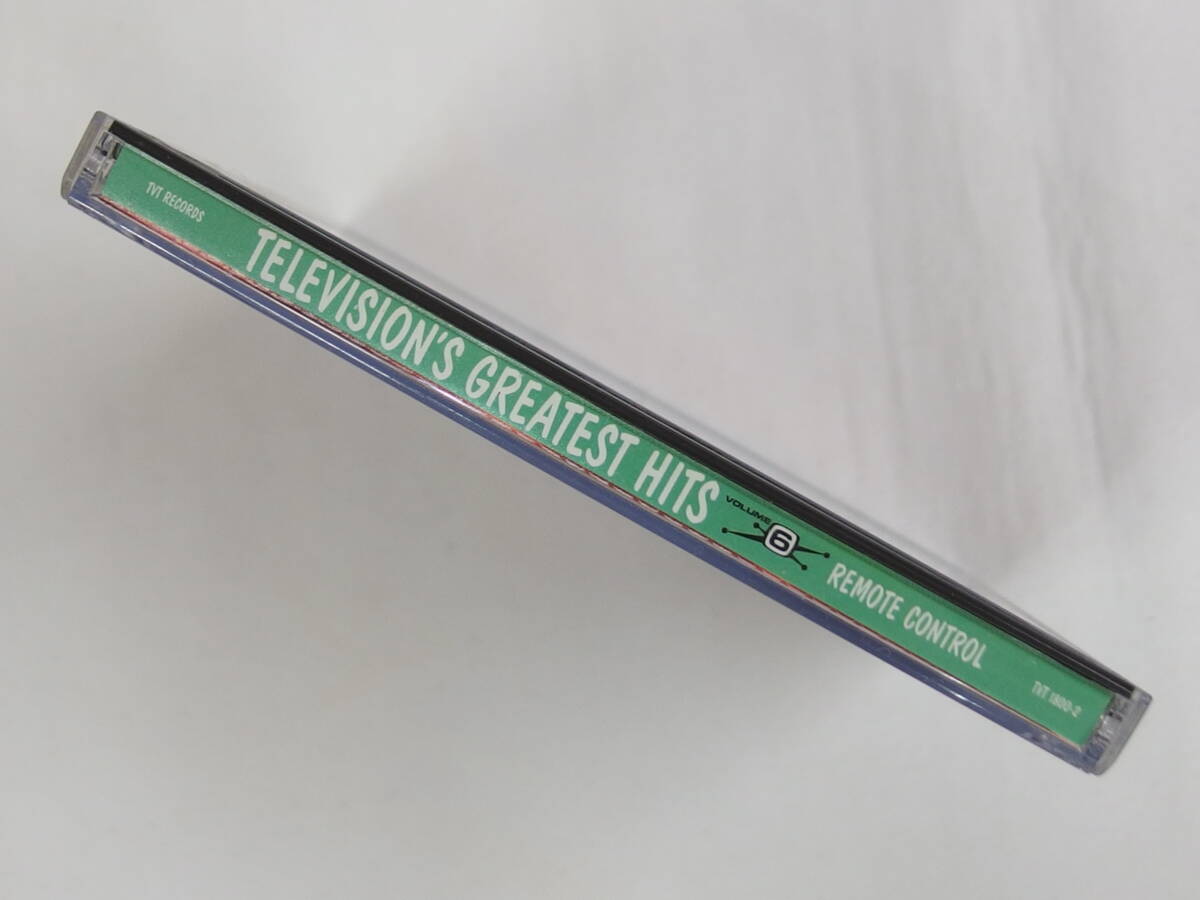 TVT RECORDS
TELEVISION'S GREATEST HITS
VOLUME
6
REMOTE CONTROL
TVT 1800-2